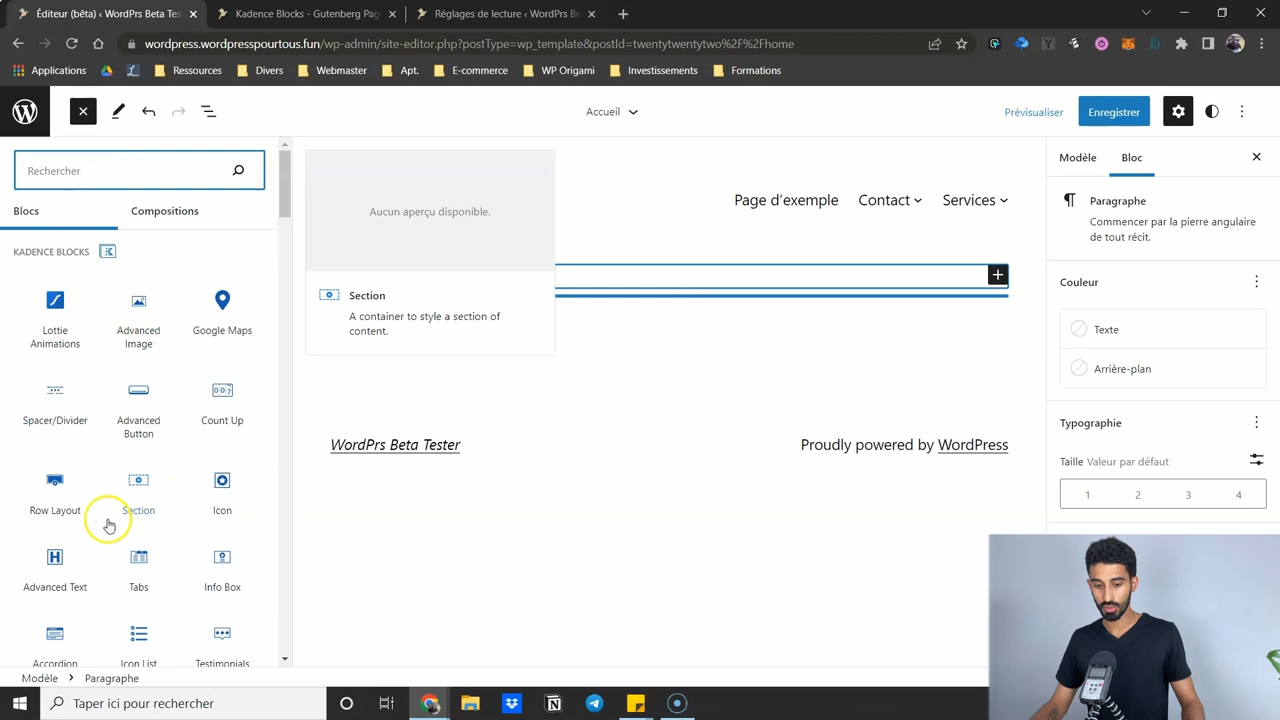 Éditeur (bêta) ‹ WordPrs Beta Tes
Kadence Blocks - Gutenberg Pag
Réglages de lecture ‹ WordPrs Be
wordpress.wordpresspourtous.fun/wp-admin/site-editor.php?postType=wp_template&postId=twentytwentytwo%2F%2Fhome
Applications
Ressources
Divers
Webmaster
Apt.
E-commerce
WP Origami
Investissements
Formations
Accueil
Prévisualiser
Enregistrer
Rechercher
Blocs
Compositions
KADENCE BLOCKS
Lottie
Animations
Advanced
Image
Google Maps
Spacer/Divider
Advanced
Button
Count Up
Row Layout
Section
Icon
Advanced Text
Tabs
Info Box
Accordion
Icon List
Testimonials
Aucun aperçu disponible.
Section
A container to style a section of
content.
Page d'exemple
Contact
Services
WordPrs Beta Tester
Proudly powered by WordPress
Modèle
Bloc
Paragraphe
Commencer par la pierre angulaire
de tout récit.
Couleur
Texte
Arrière-plan
Typographie
Taille Valeur par défaut
1 2 3 4
Modèle
Paragraphe
Taper ici pour rechercher